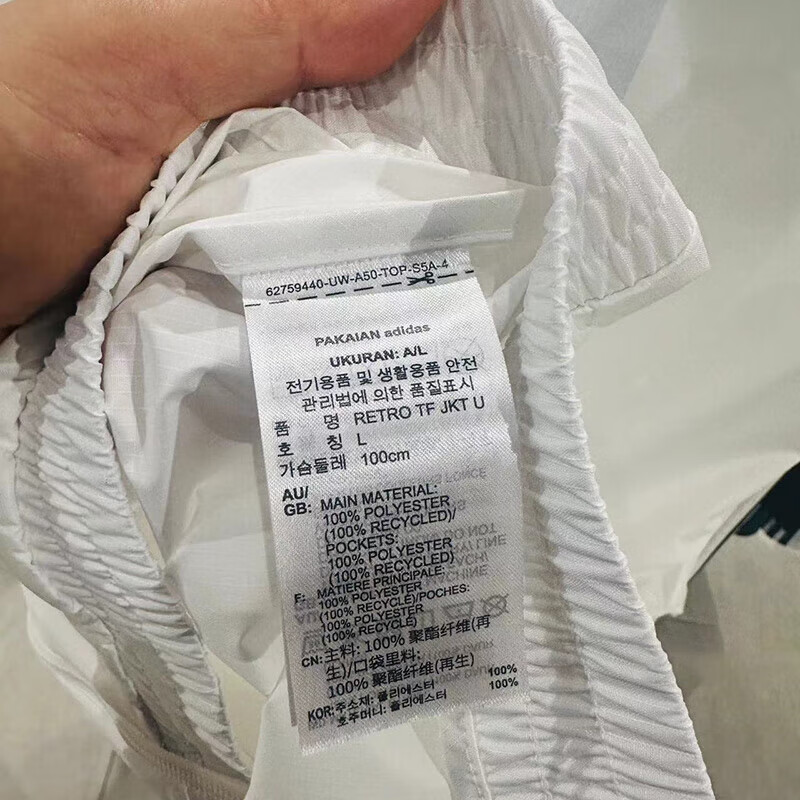 62759440-UW-A50-TOP-S5A-4
PAKAIAN adidas
UKURAN: A/L
전기용품 및 생활용품 안전
관리법에 의한 품질표시
품 명 RETRO TF JKT U
호 칭 L
가슴둘레 100cm
AU/
GB: MAIN MATERIAL:
100% POLYESTER
(100% RECYCLED)/
POCKETS:
100% POLYESTER
(100% RECYCLED)
F: MATIÈRE PRINCIPALE:
100% POLYESTER
(100% RECYCLÉ)/POCHES:
100% POLYESTER
(100% RECYCLÉ)
CN: 主料: 100% 聚酯纤维(再
生)/口袋里料:
100% 聚酯纤维(再生)
KOR: 주소재: 폴리에스터 100%
호주머니: 폴리에스터 100%